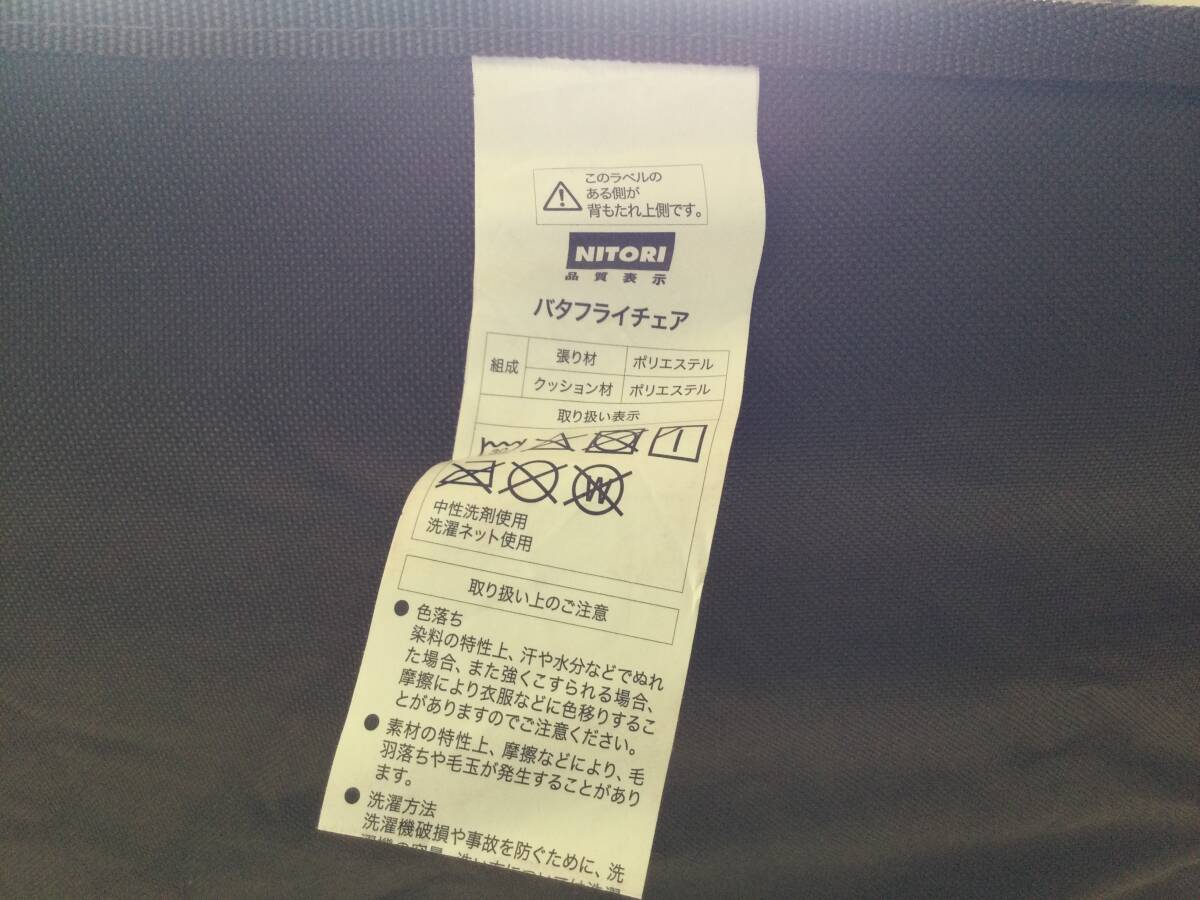 このラベルの
ある側が
背もたれ上側です。
NITORI
品質表示
バタフライチェア
組成 張り材 ポリエステル
クッション材 ポリエステル
取り扱い表示
W
中性洗剤使用
洗濯ネット使用
取り扱い上のご注意
●色落ち
染料の特性上、汗や水分などでぬれ
た場合、また強くこすられる場合、
摩擦により衣服などに色移りするこ
とがありますのでご注意ください。
●素材の特性上、摩擦などにより、毛
羽落ちや毛玉が発生することがあり
ます。
●洗濯方法
洗濯機破損や事故を防ぐために、洗